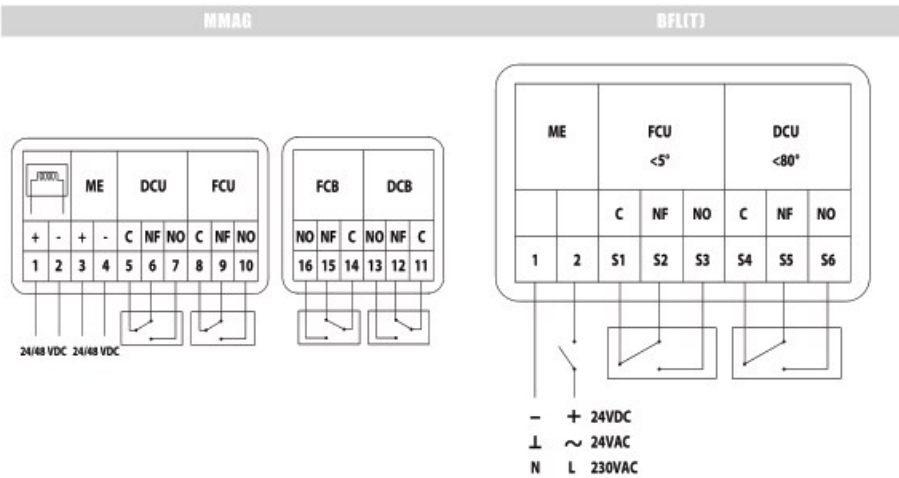 MMAG
ME DCU FCU
+ - + - C NF NO C NF NO
1 2 3 4 5 6 7 8 9 10
24/48 VDC 24/48 VDC
FCB DCB
NO NF C NO NF C
16 15 14 13 12 11
BFL(T)
ME FCU DCU
<5° <80°
C NF NO C NF NO
1 2 S1 S2 S3 S4 S5 S6
- + 24VDC
⊥ ~ 24VAC
N L 230VAC